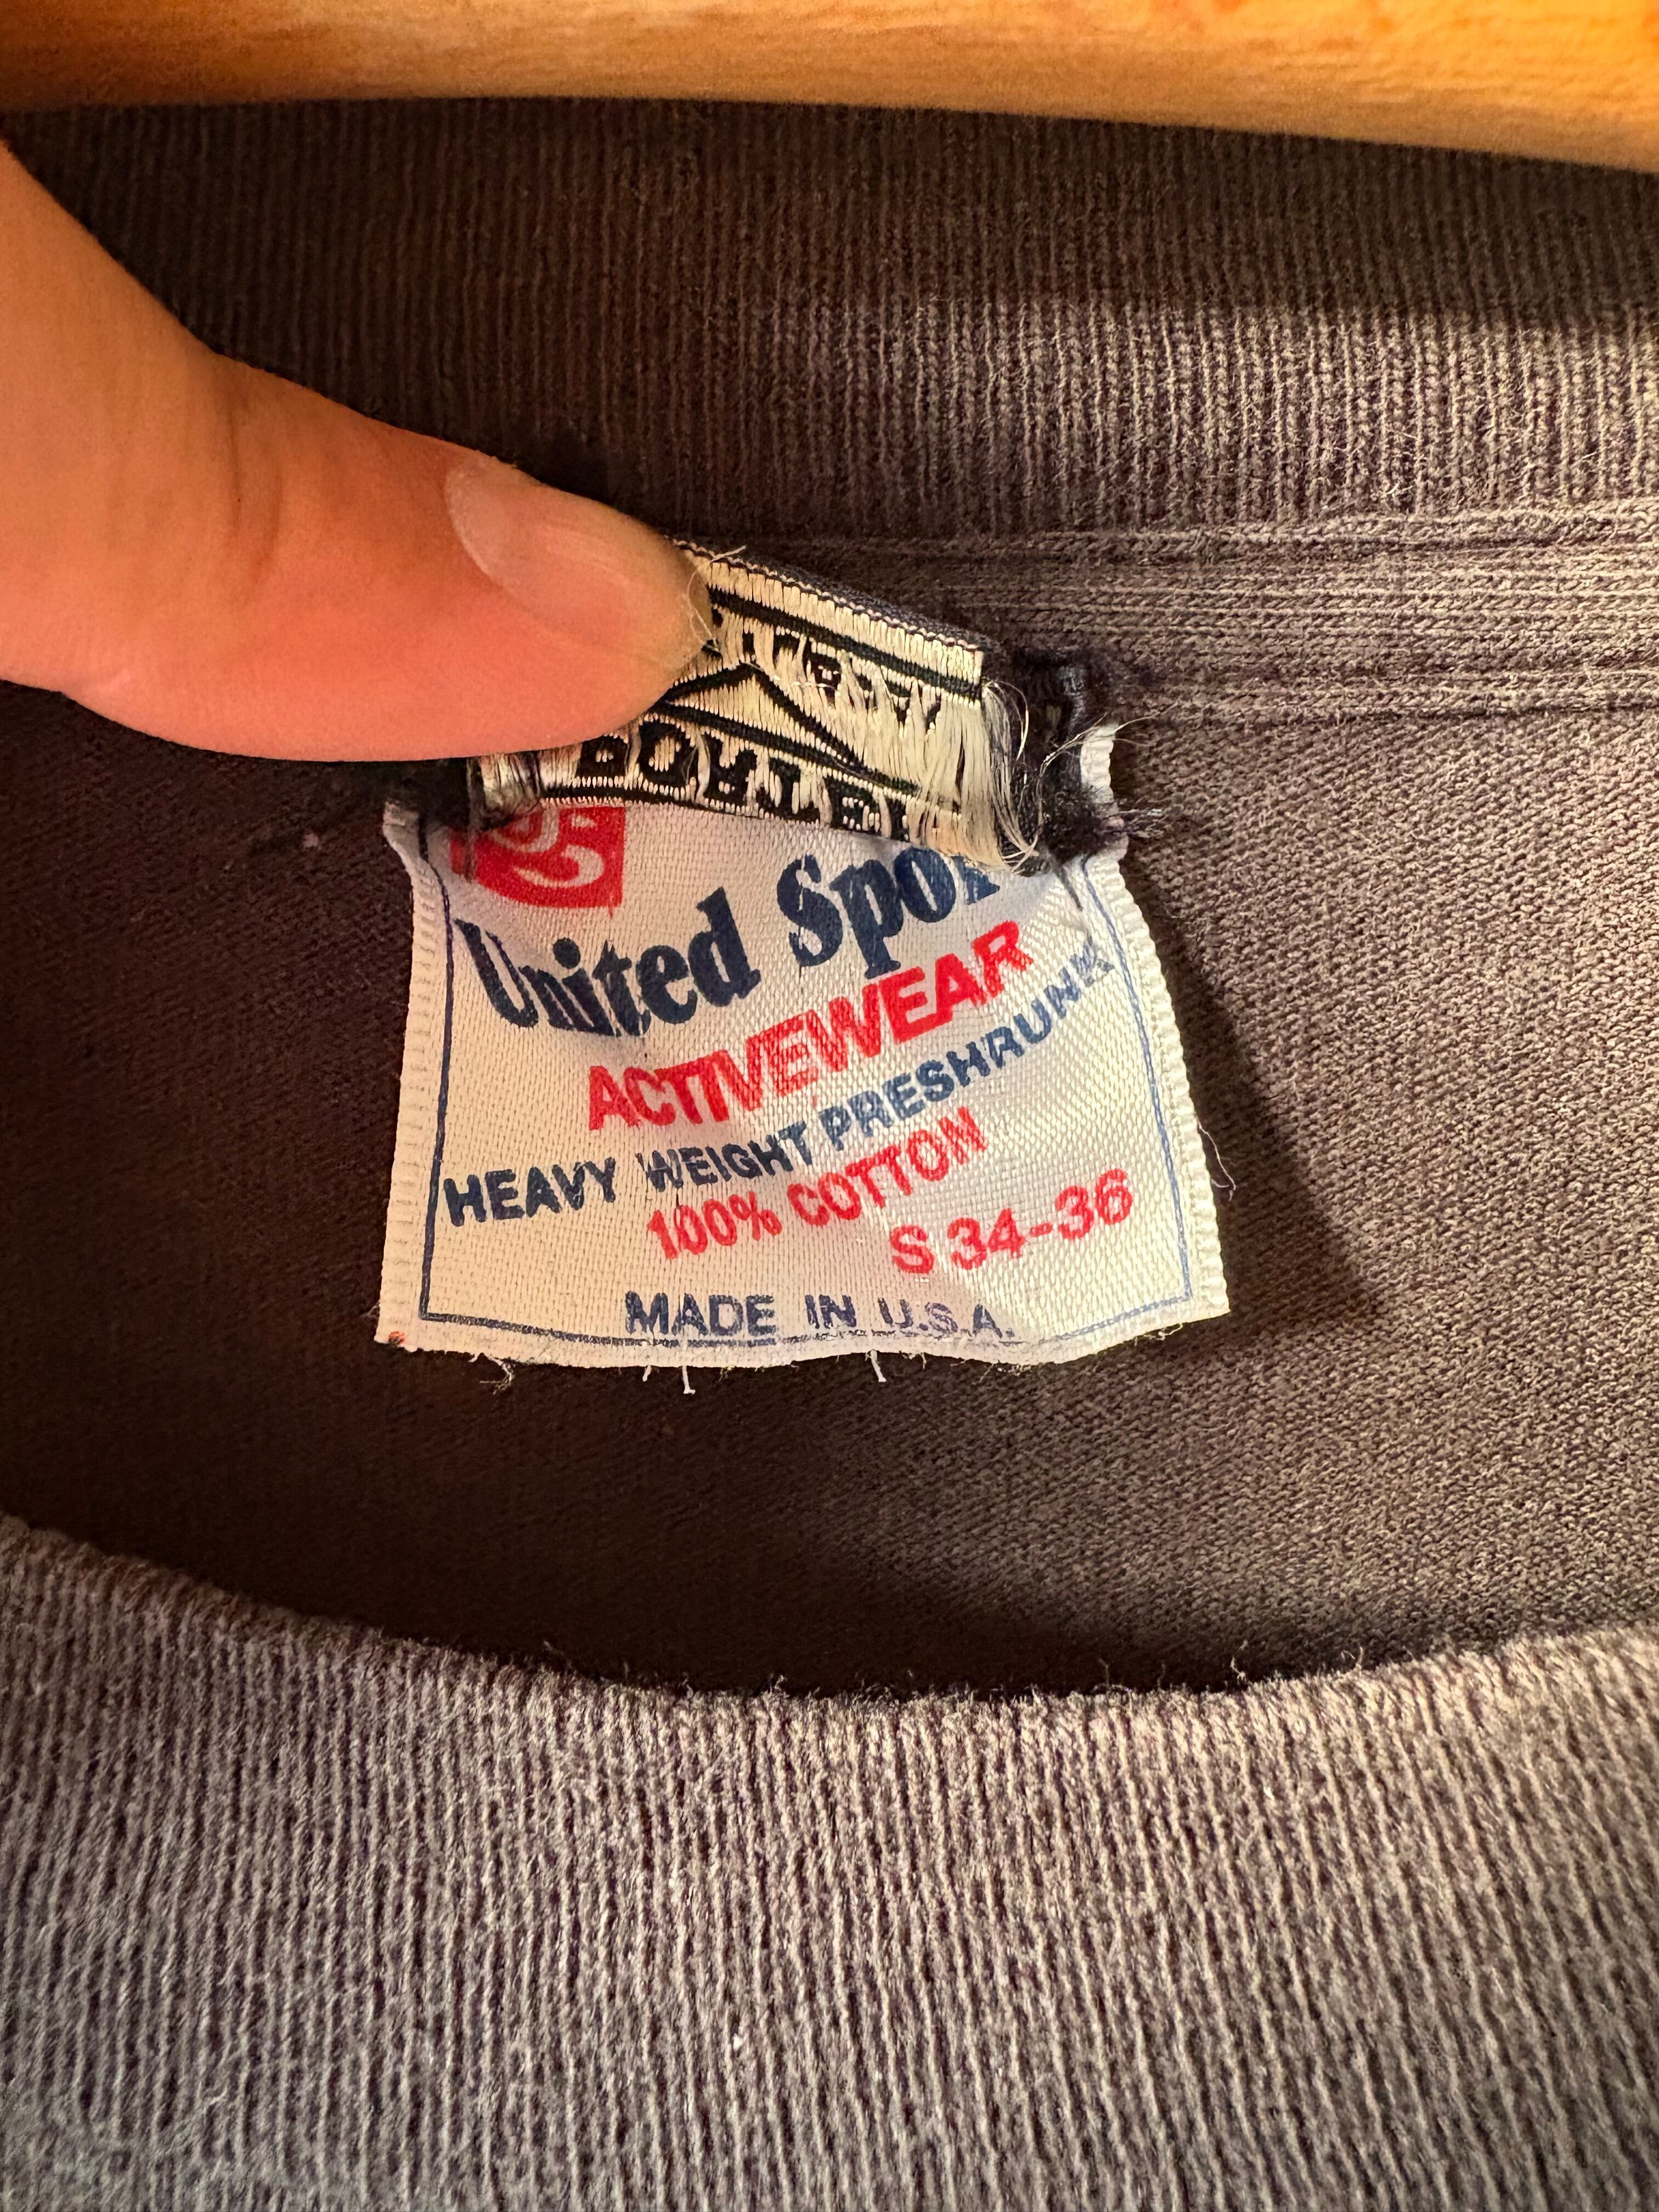 United Spor
ACTIVEWEAR
HEAVY WEIGHT PRESHRUNK
100% COTTON
S 34-36
MADE IN U.S.A.